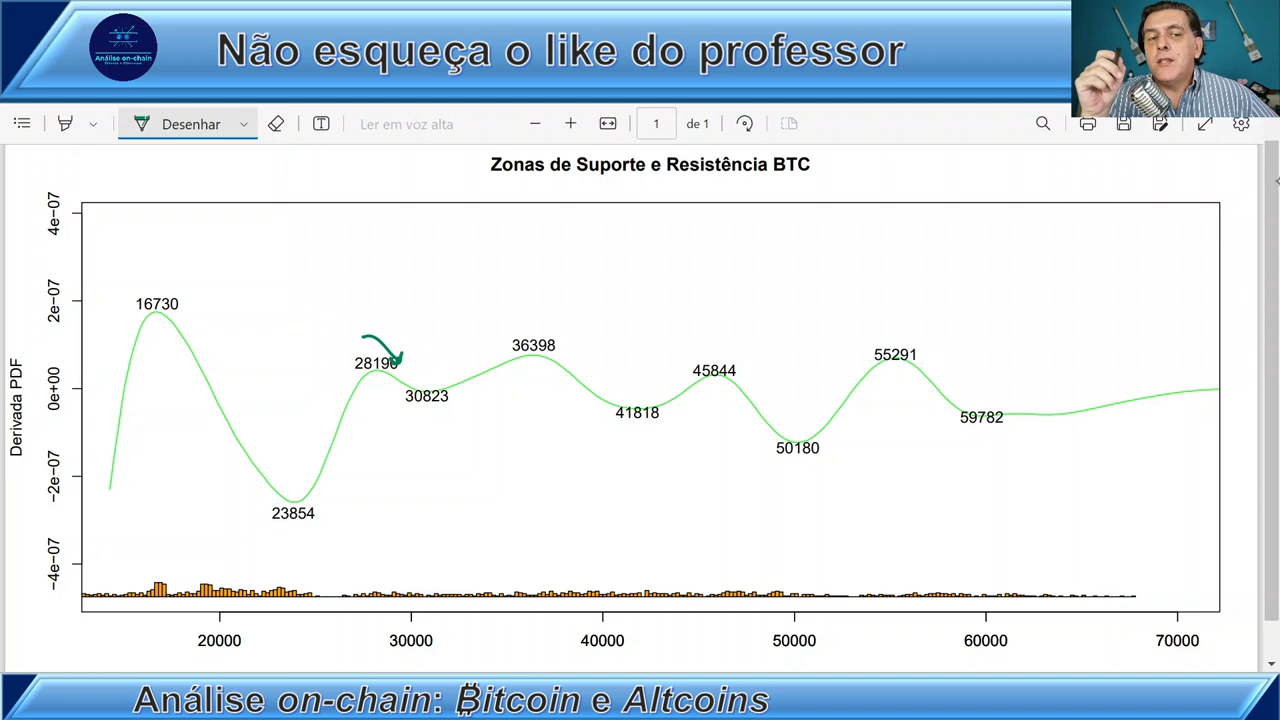 Análise on-chain
Não esqueça o like do professor
Desenhar
Ler em voz alta
1
de 1
Zonas de Suporte e Resistência BTC
Derivada PDF
4e-07
2e-07
0e+00
-2e-07
-4e-07
16730
23854
30823
36398
41818
45844
50180
55291
59782
20000
30000
40000
50000
60000
70000
Análise on-chain: ₿itcoin e Altcoins